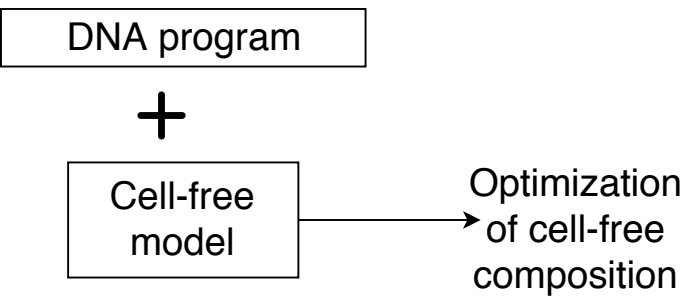 DNA program
+
Cell-free
model
Optimization
of cell-free
composition